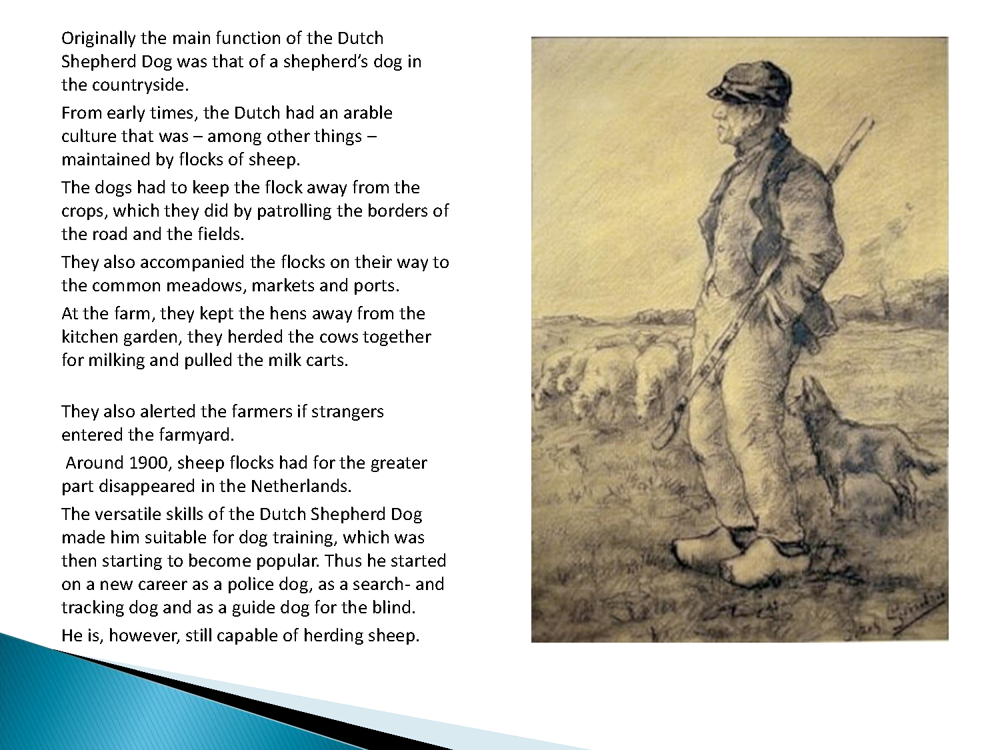 Originally the main function of the Dutch
Shepherd Dog was that of a shepherd’s dog in
the countryside.
From early times, the Dutch had an arable
culture that was – among other things –
maintained by flocks of sheep.
The dogs had to keep the flock away from the
crops, which they did by patrolling the borders of
the road and the fields.
They also accompanied the flocks on their way to
the common meadows, markets and ports.
At the farm, they kept the hens away from the
kitchen garden, they herded the cows together
for milking and pulled the milk carts.
They also alerted the farmers if strangers
entered the farmyard.
Around 1900, sheep flocks had for the greater
part disappeared in the Netherlands.
The versatile skills of the Dutch Shepherd Dog
made him suitable for dog training, which was
then starting to become popular. Thus he started
on a new career as a police dog, as a search- and
tracking dog and as a guide dog for the blind.
He is, however, still capable of herding sheep.